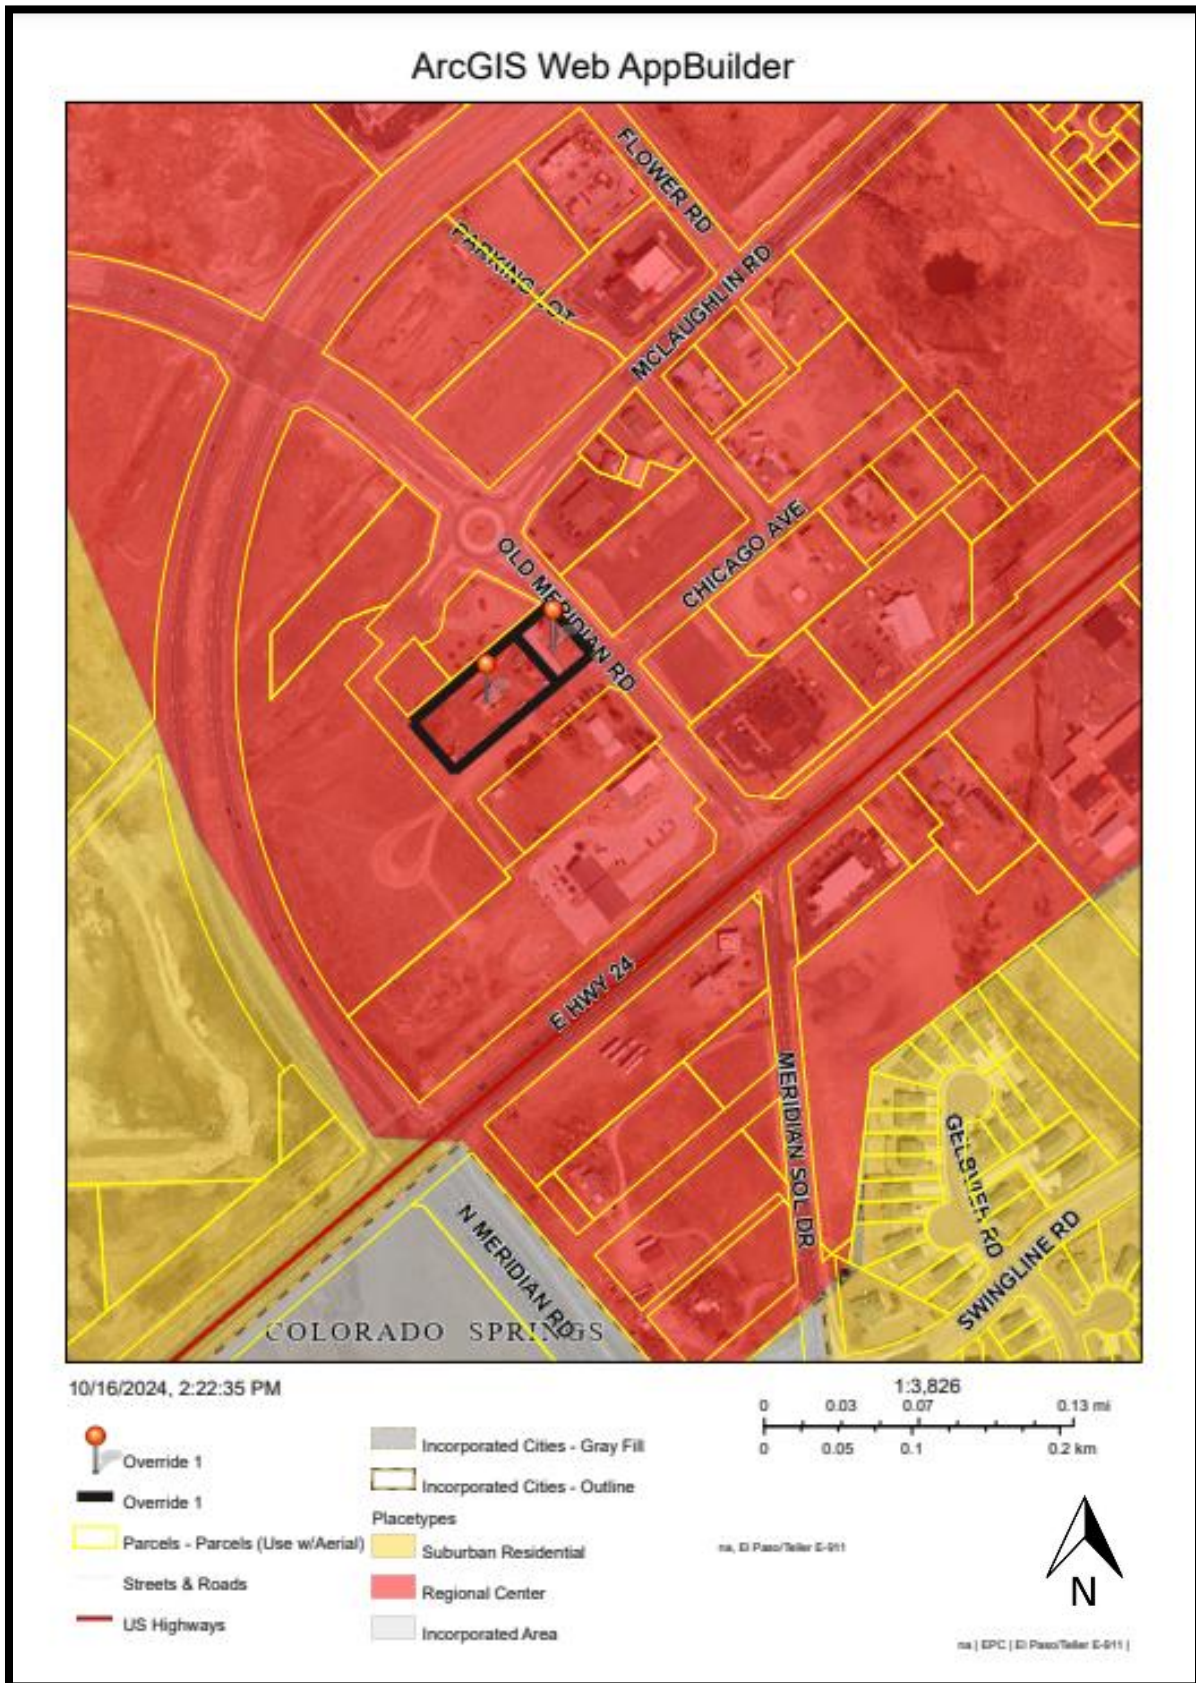 ArcGIS Web AppBuilder
FLOWER RD
PARKING LOT
MCLAUGHLIN RD
CHICAGO AVE
OLD MERIDIAN RD
E HWY 24
MERIDIAN SOL DR
N MERIDIAN RD
SWINGLINE RD
COLORADO SPRINGS
10/16/2024, 2:22:35 PM
Override 1
Override 1
Parcels - Parcels (Use w/Aerial)
Streets & Roads
US Highways
Incorporated Cities - Gray Fill
Incorporated Cities - Outline
Placetypes
Suburban Residential
Regional Center
Incorporated Area
1:3,826
0 0.03 0.07 0.13 mi
0 0.05 0.1 0.2 km
na, El Paso/Teller E-911
N
na | EPC | El Paso/Teller E-911 |